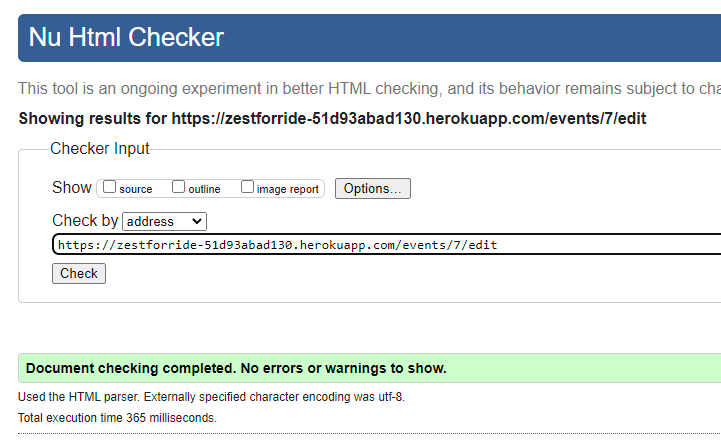 Nu Html Checker
This tool is an ongoing experiment in better HTML checking, and its behavior remains subject to
Showing results for https://zestforride-51d93abad130.herokuapp.com/events/7/edit
Checker Input
Show source outline image report Options...
Check by address
https://zestforride-51d93abad130.herokuapp.com/events/7/edit
Check
Document checking completed. No errors or warnings to show.
Used the HTML parser. Externally specified character encoding was utf-8.
Total execution time 365 milliseconds.